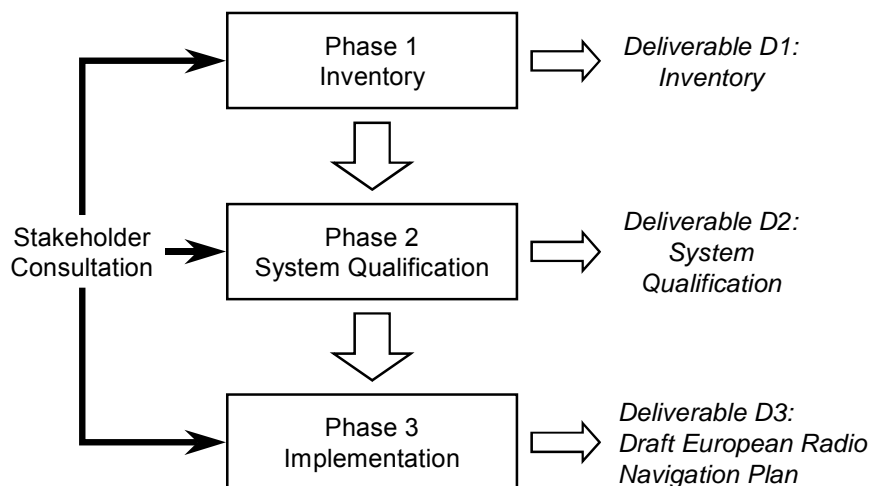 Phase 1
Inventory
Deliverable D1:
Inventory
Stakeholder
Consultation
Phase 2
System Qualification
Deliverable D2:
System
Qualification
Phase 3
Implementation
Deliverable D3:
Draft European Radio
Navigation Plan